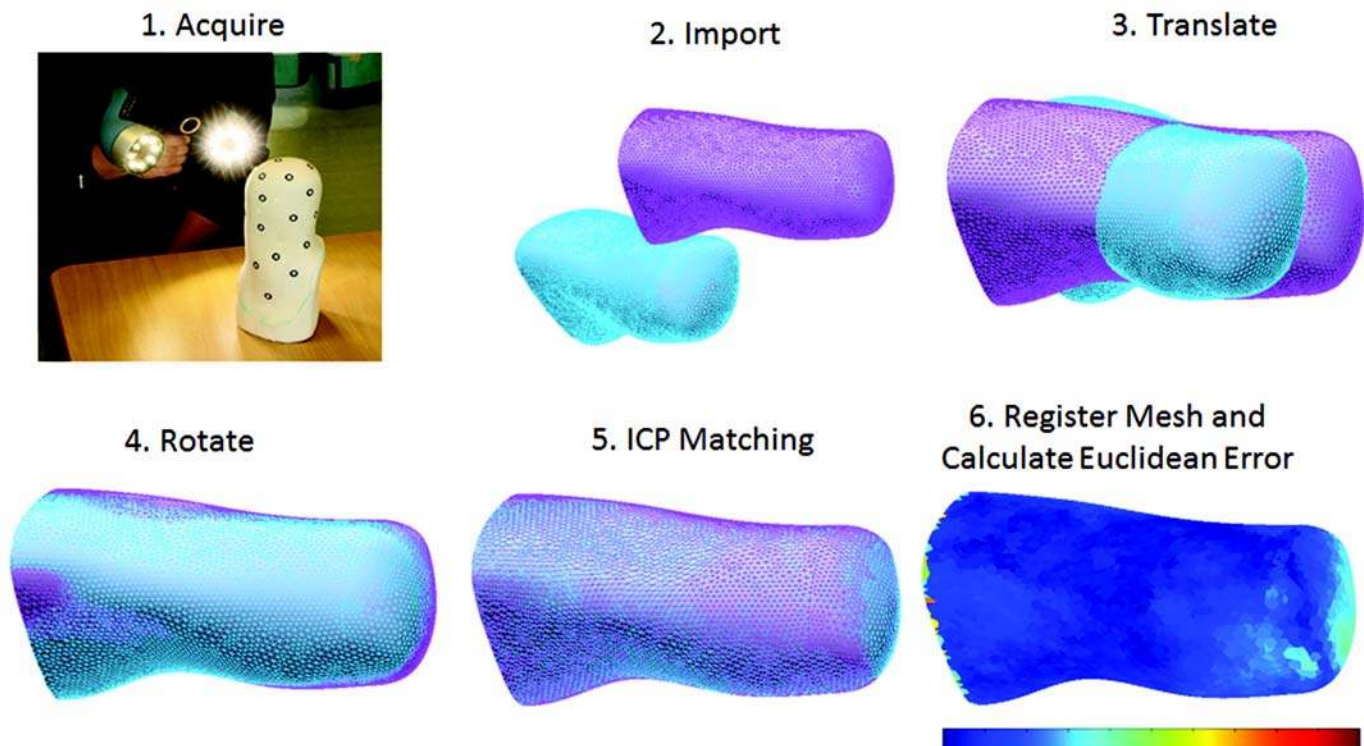 1. Acquire
2. Import
3. Translate
4. Rotate
5. ICP Matching
6. Register Mesh and
Calculate Euclidean Error